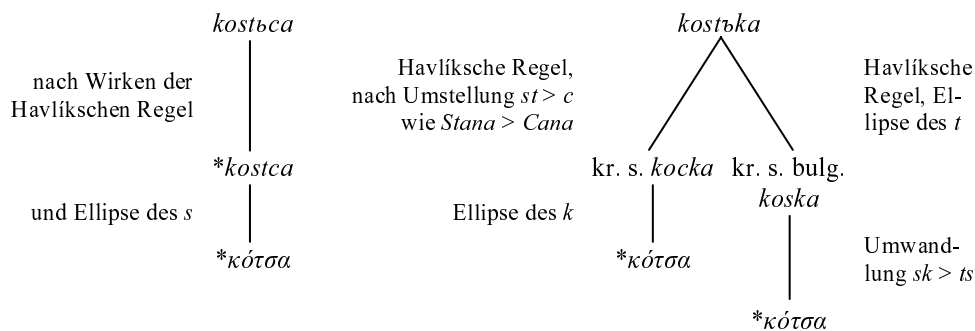 kostьca
nach Wirken der
Havlíkschen Regel
*kostca
und Ellipse des s
*κότσα
kostъka
Havlíksche Regel,
nach Umstellung st > c
wie Stana > Cana
Havlíksche
Regel, El-
lipse des t
kr. s. kocka
kr. s. bulg.
koska
Ellipse des k
*κότσα
Umwand-
lung sk > ts
*κότσα